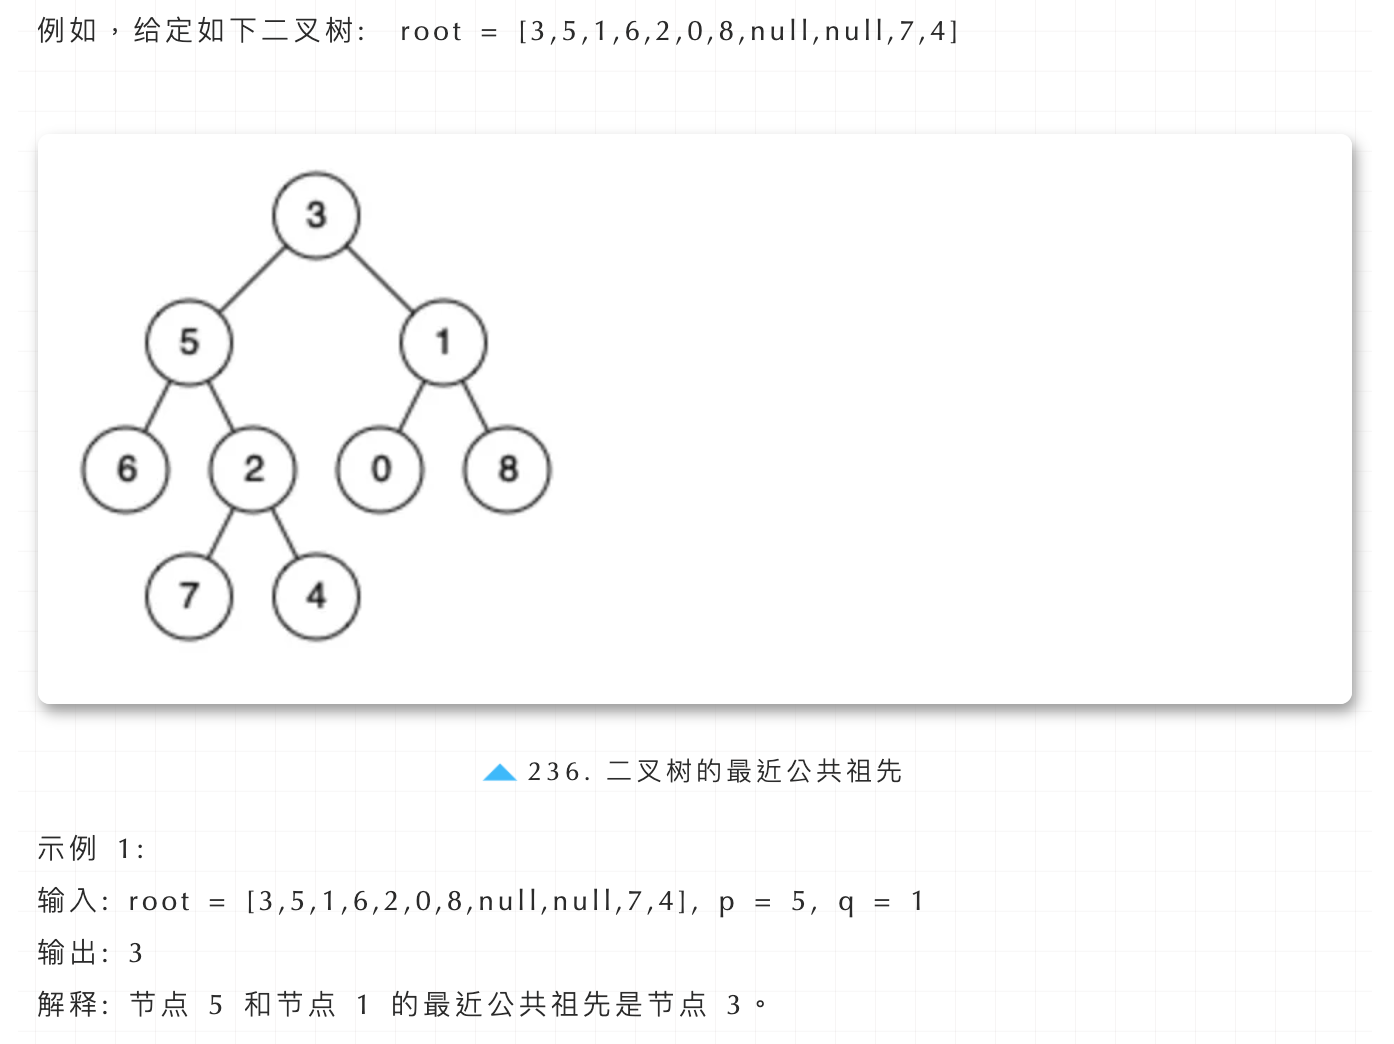 例如，给定如下二叉树: root = [3,5,1,6,2,0,8,null,null,7,4]
3
5 1
6 2 0 8
7 4
236. 二叉树的最近公共祖先
示例 1:
输入: root = [3,5,1,6,2,0,8,null,null,7,4], p = 5, q = 1
输出: 3
解释: 节点 5 和节点 1 的最近公共祖先是节点 3。